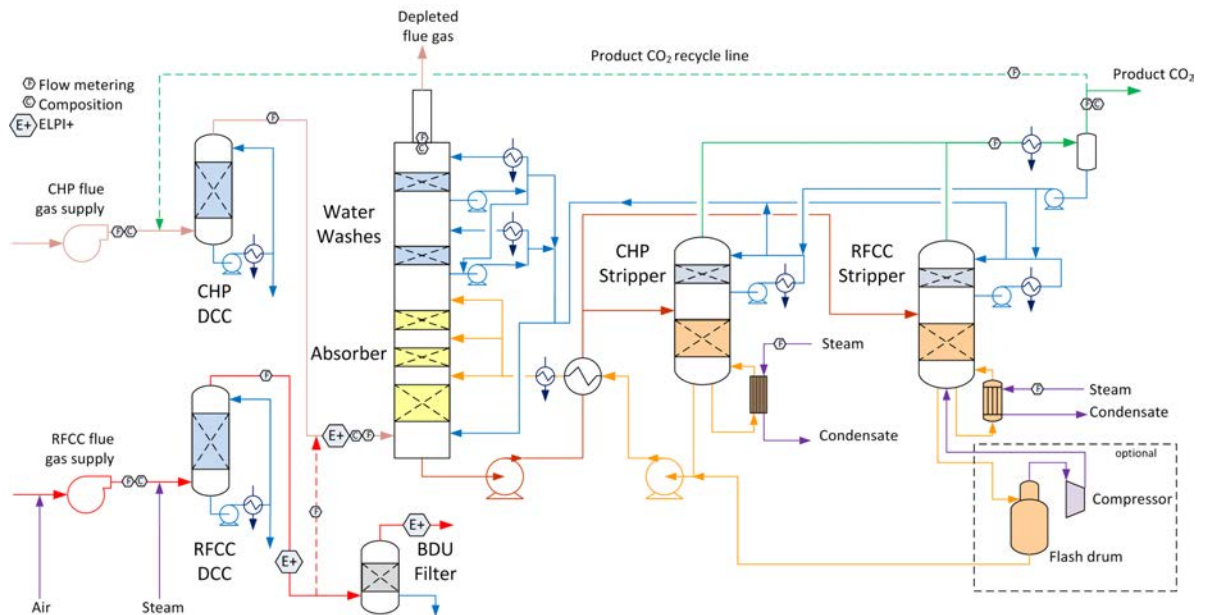 Depleted
flue gas
Product CO₂ recycle line
F
Product CO₂
F Flow metering
C Composition
E+ ELPI+
F
F C
F
F C
CHP flue
gas supply
F C
Water
Washes
CHP
Stripper
RFCC
Stripper
CHP
DCC
Absorber
F Steam
F
Steam
Condensate
Condensate
RFCC flue
gas supply
F C
E+ C F
optional
Compressor
F
E+
E+
BDU
Filter
Flash drum
RFCC
DCC
Air
Steam